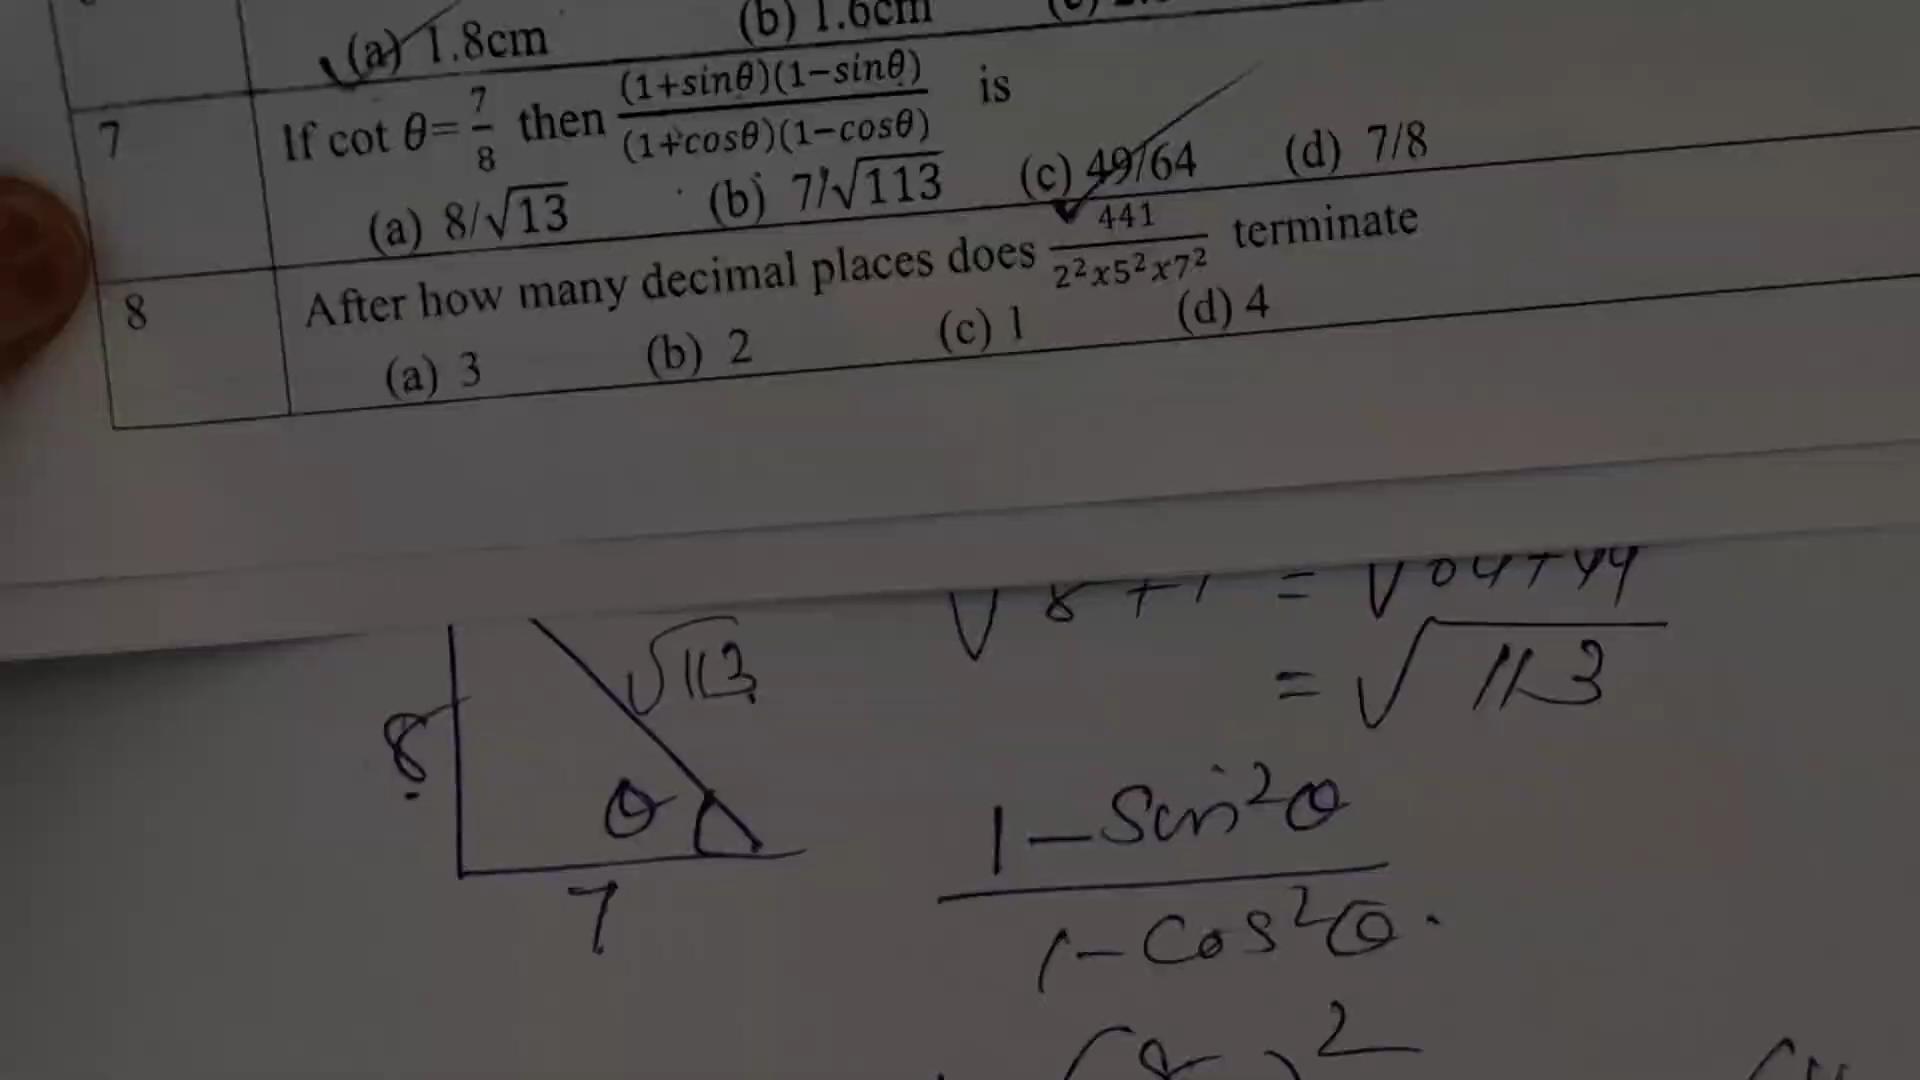 (a) 1.8cm (b) 1.6cm
7 If cot θ=7/8 then (1+sinθ)(1−sinθ)/(1+cosθ)(1−cosθ) is
(a) 8/√13 (b) 7/√113 (c) 49/64 (d) 7/8
8 After how many decimal places does 441/2²x5²x7² terminate
(a) 3 (b) 2 (c) 1 (d) 4
√113
= √113
8
θ
7
1-Sin²θ
1-Cos²θ.